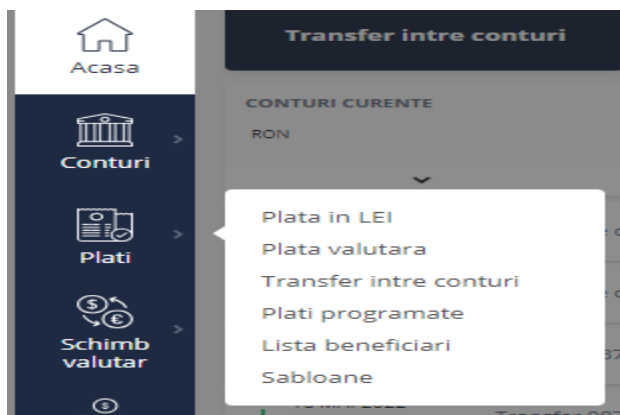 Acasa
Transfer intre conturi
CONTURI CURENTE
RON
Conturi
Plati
Plata in LEI
Plata valutara
Transfer intre conturi
Plati programate
Lista beneficiari
Sabloane
Schimb
valutar